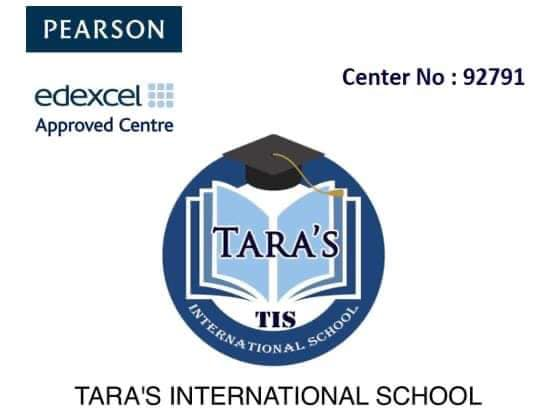 PEARSON
edexcel
Approved Centre
Center No : 92791
TARA'S
TIS
INTERNATIONAL SCHOOL
TARA'S INTERNATIONAL SCHOOL